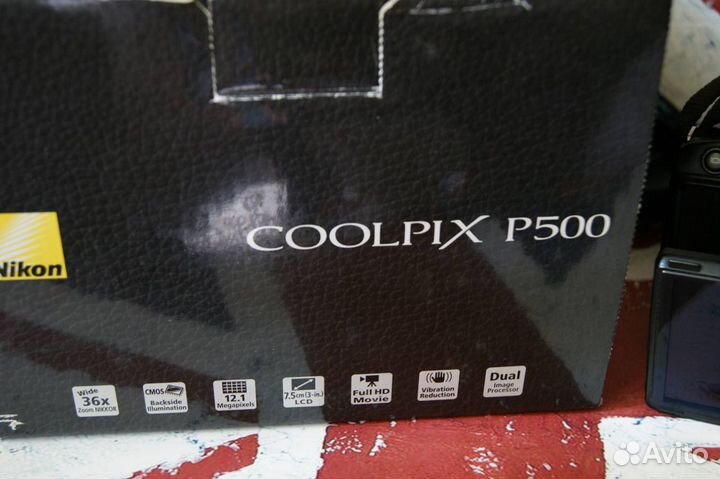 COOLPIX P500
Nikon
Wide
36x
Zoom NIKKOR
CMOS
Backside
Illumination
12.1
Megapixels
7.5cm(3-in.)
LCD
Full HD
Movie
Vibration
Reduction
Dual
Image
Processor
Avito